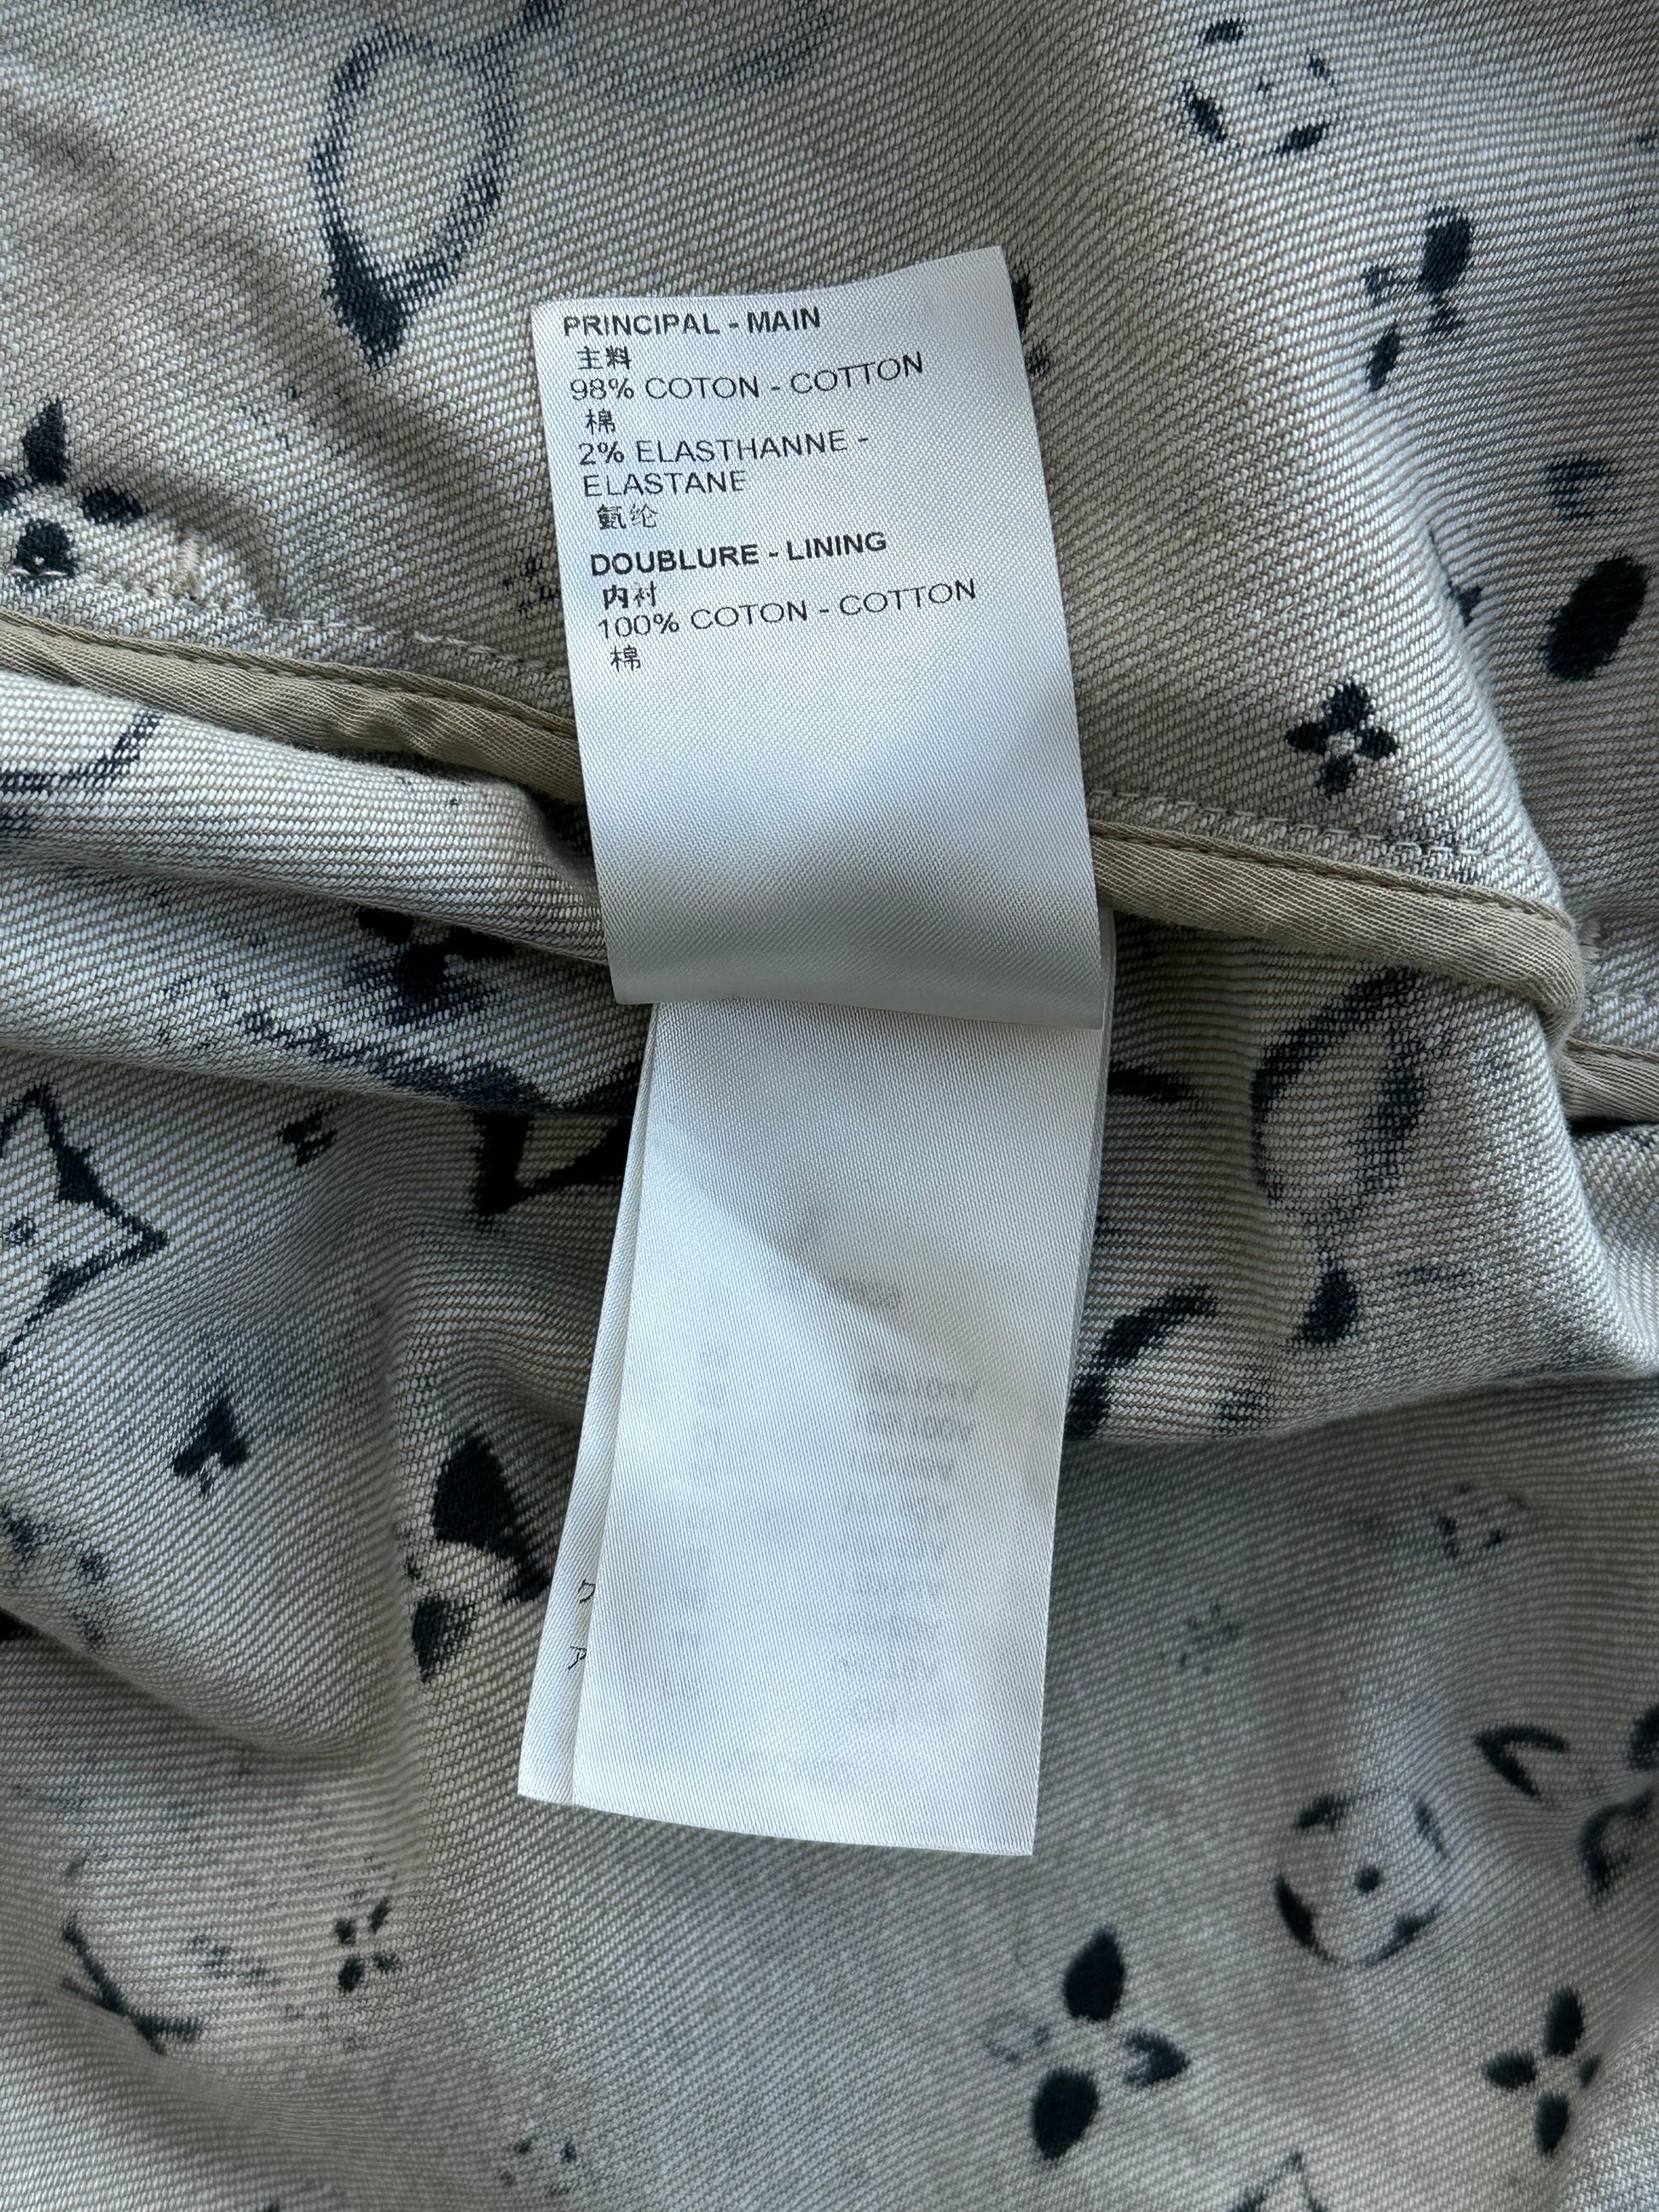 PRINCIPAL - MAIN
主料
98% COTON - COTTON
棉
2% ELASTHANNE -
ELASTANE
氨纶
DOUBLURE - LINING
内衬
100% COTON - COTTON
棉
ア